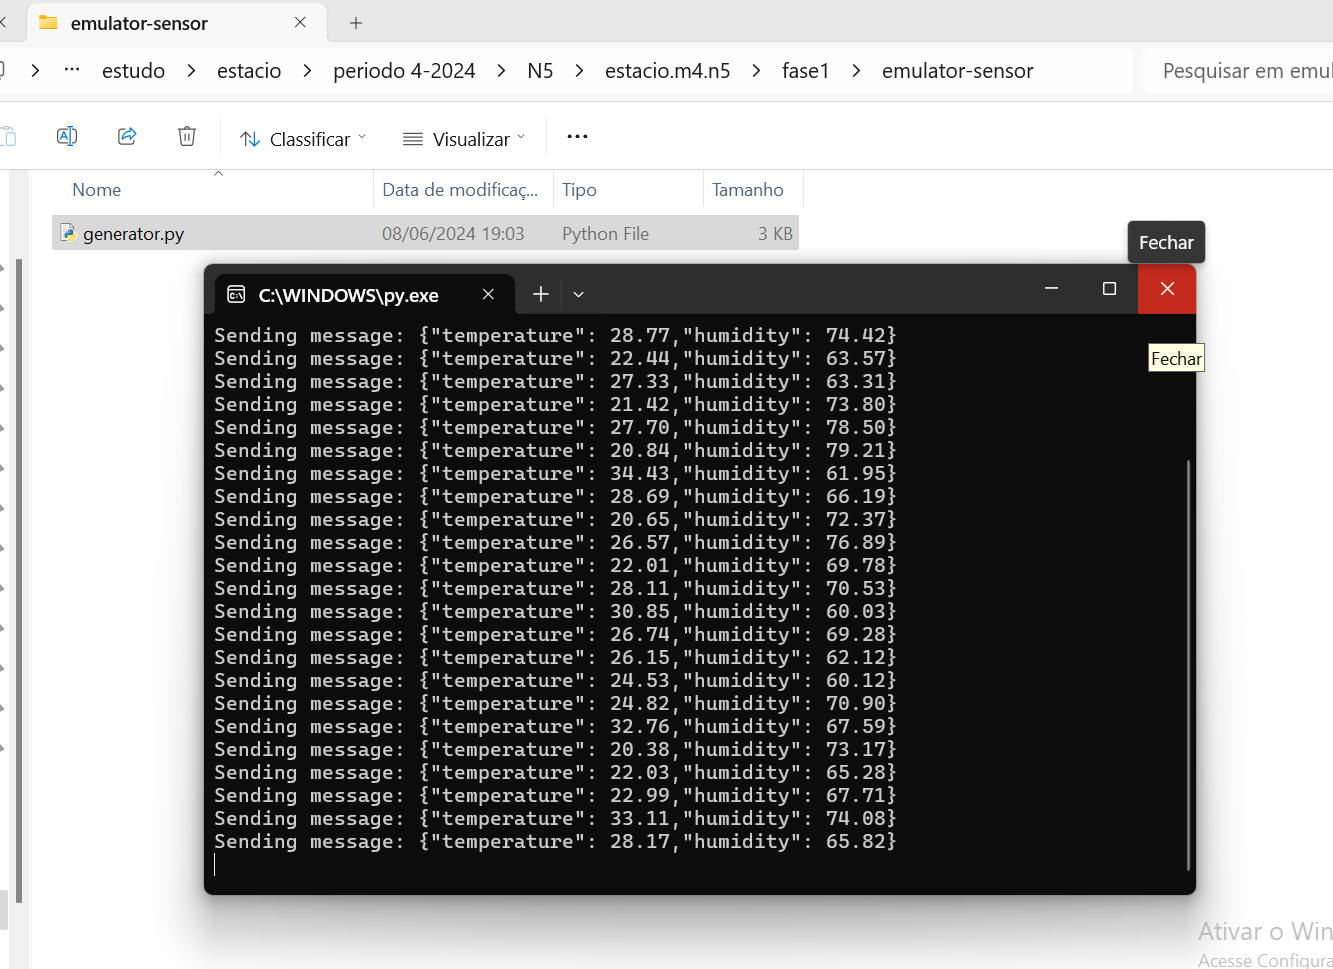 emulator-sensor
estudo > estacio > periodo 4-2024 > N5 > estacio.m4.n5 > fase1 > emulator-sensor
Pesquisar em emul
Classificar
Visualizar
Nome
Data de modificaç...
Tipo
Tamanho
generator.py
08/06/2024 19:03
Python File
3 KB
Fechar
C:\WINDOWS\py.exe
Fechar
Sending message: {"temperature": 28.77,"humidity": 74.42}
Sending message: {"temperature": 22.44,"humidity": 63.57}
Sending message: {"temperature": 27.33,"humidity": 63.31}
Sending message: {"temperature": 21.42,"humidity": 73.80}
Sending message: {"temperature": 27.70,"humidity": 78.50}
Sending message: {"temperature": 20.84,"humidity": 79.21}
Sending message: {"temperature": 34.43,"humidity": 61.95}
Sending message: {"temperature": 28.69,"humidity": 66.19}
Sending message: {"temperature": 20.65,"humidity": 72.37}
Sending message: {"temperature": 26.57,"humidity": 76.89}
Sending message: {"temperature": 22.01,"humidity": 69.78}
Sending message: {"temperature": 28.11,"humidity": 70.53}
Sending message: {"temperature": 30.85,"humidity": 60.03}
Sending message: {"temperature": 26.74,"humidity": 69.28}
Sending message: {"temperature": 26.15,"humidity": 62.12}
Sending message: {"temperature": 24.53,"humidity": 60.12}
Sending message: {"temperature": 24.82,"humidity": 70.90}
Sending message: {"temperature": 32.76,"humidity": 67.59}
Sending message: {"temperature": 20.38,"humidity": 73.17}
Sending message: {"temperature": 22.03,"humidity": 65.28}
Sending message: {"temperature": 22.99,"humidity": 67.71}
Sending message: {"temperature": 33.11,"humidity": 74.08}
Sending message: {"temperature": 28.17,"humidity": 65.82}
Ativar o Win
Acesse Configura